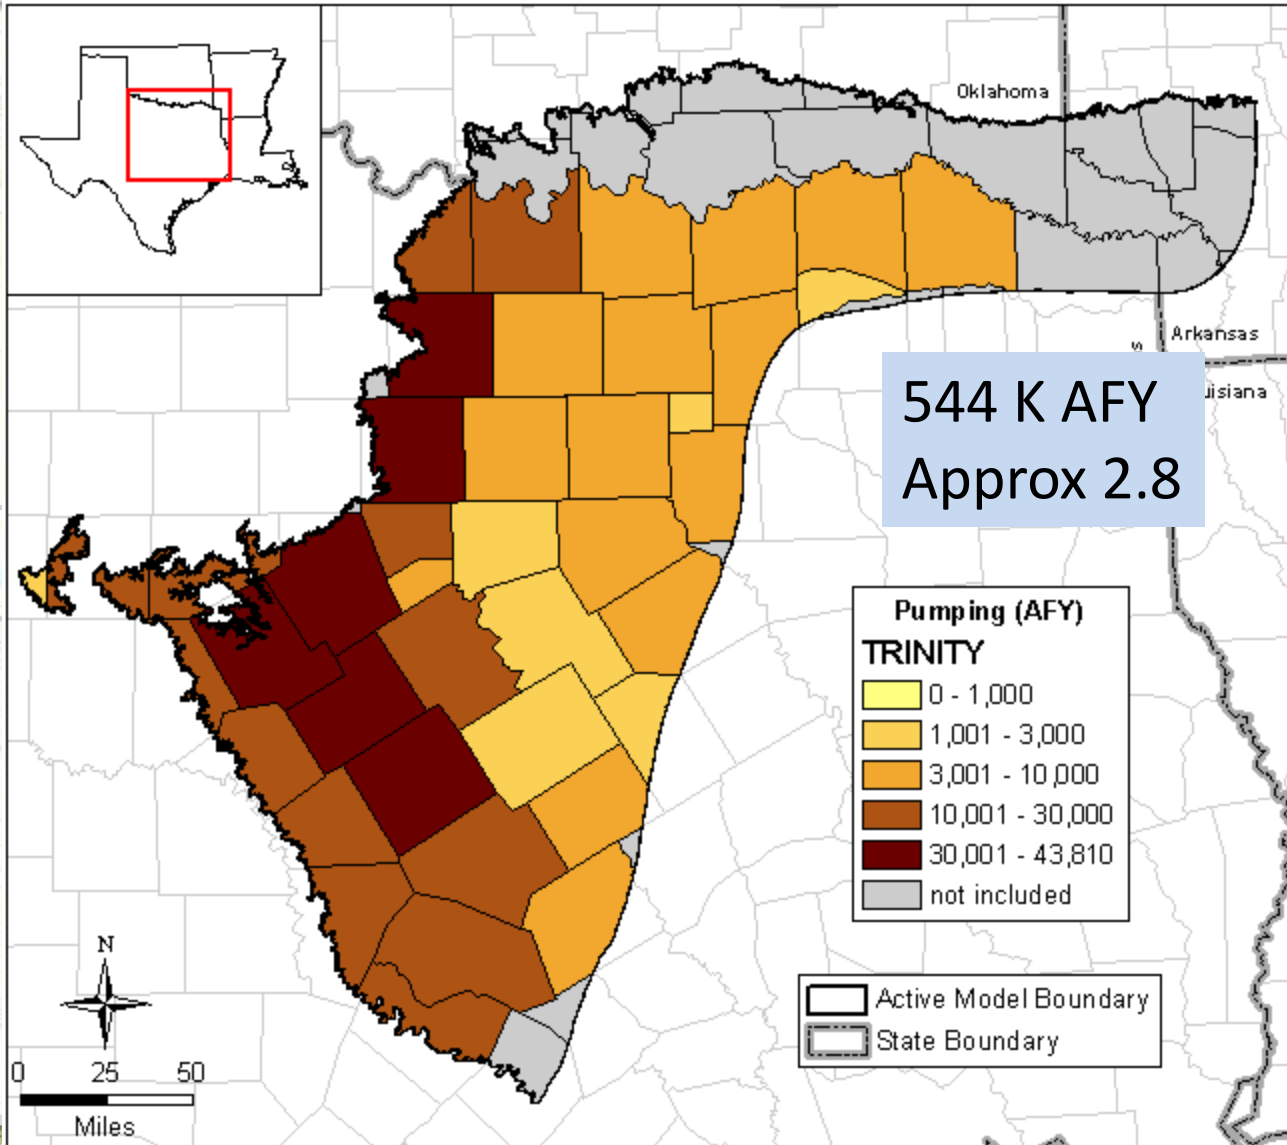 Oklahoma
Arkansas
s
uisiana
544 K AFY
Approx 2.8
Pumping (AFY)
TRINITY
0 - 1,000
1,001 - 3,000
3,001 - 10,000
10,001 - 30,000
30,001 - 43,810
not included
N
Active Model Boundary
State Boundary
0 25 50
Miles